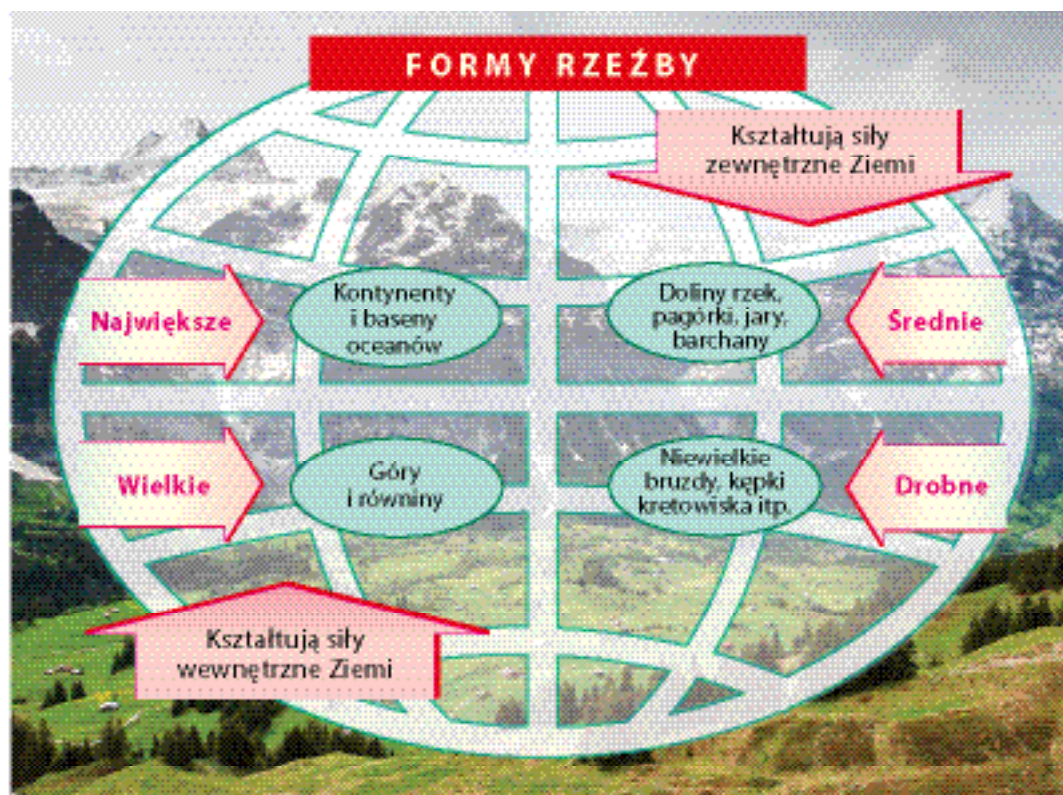 FORMY RZEŹBY
Kształtują siły
zewnętrzne Ziemi
Największe
Kontynenty
i baseny
oceanów
Doliny rzek,
pagórki, jary,
barchany
Średnie
Wielkie
Góry
i równiny
Niewielkie
bruzdy, kępki
kretowiska itp.
Drobne
Kształtują siły
wewnętrzne Ziemi